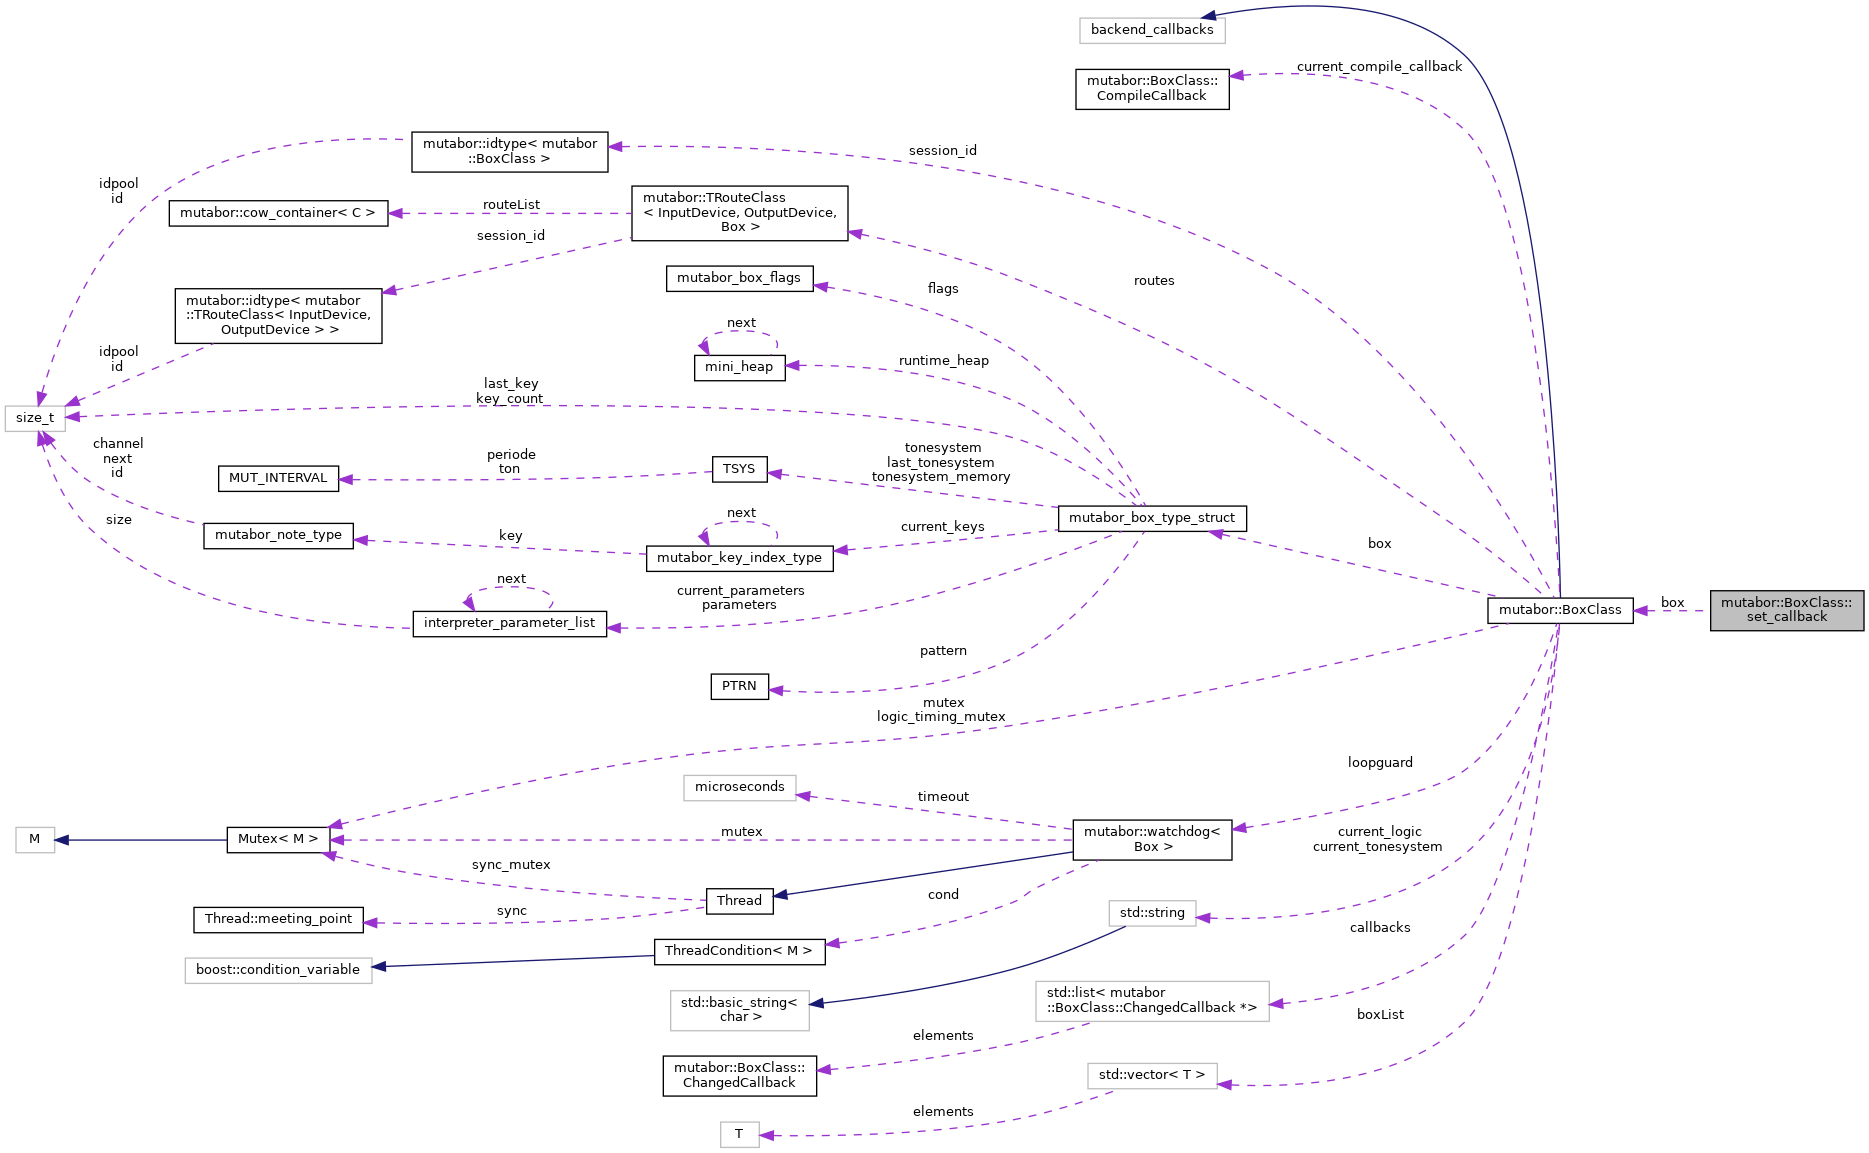 backend_callbacks
current_compile_callback
mutabor::BoxClass::
CompileCallback
mutabor::idtype< mutabor
::BoxClass >
session_id
idpool
id
mutabor::cow_container< C >
routeList
mutabor::TRouteClass
< InputDevice, OutputDevice,
Box >
session_id
mutabor_box_flags
flags
routes
mutabor::idtype< mutabor
::TRouteClass< InputDevice,
OutputDevice > >
next
mini_heap
runtime_heap
idpool
id
last_key
key_count
size_t
channel
next
id
MUT_INTERVAL
periode
ton
TSYS
tonesystem
last_tonesystem
tonesystem_memory
mutabor_box_type_struct
size
mutabor_note_type
key
next
mutabor_key_index_type
current_keys
box
next
interpreter_parameter_list
current_parameters
parameters
mutabor::BoxClass
box
mutabor::BoxClass::
set_callback
pattern
PTRN
mutex
logic_timing_mutex
microseconds
timeout
loopguard
M
Mutex< M >
mutex
mutabor::watchdog<
Box >
current_logic
current_tonesystem
sync_mutex
Thread
cond
Thread::meeting_point
sync
std::string
callbacks
boost::condition_variable
ThreadCondition< M >
std::basic_string<
char >
std::list< mutabor
::BoxClass::ChangedCallback *>
boxList
elements
mutabor::BoxClass::
ChangedCallback
std::vector< T >
elements
T